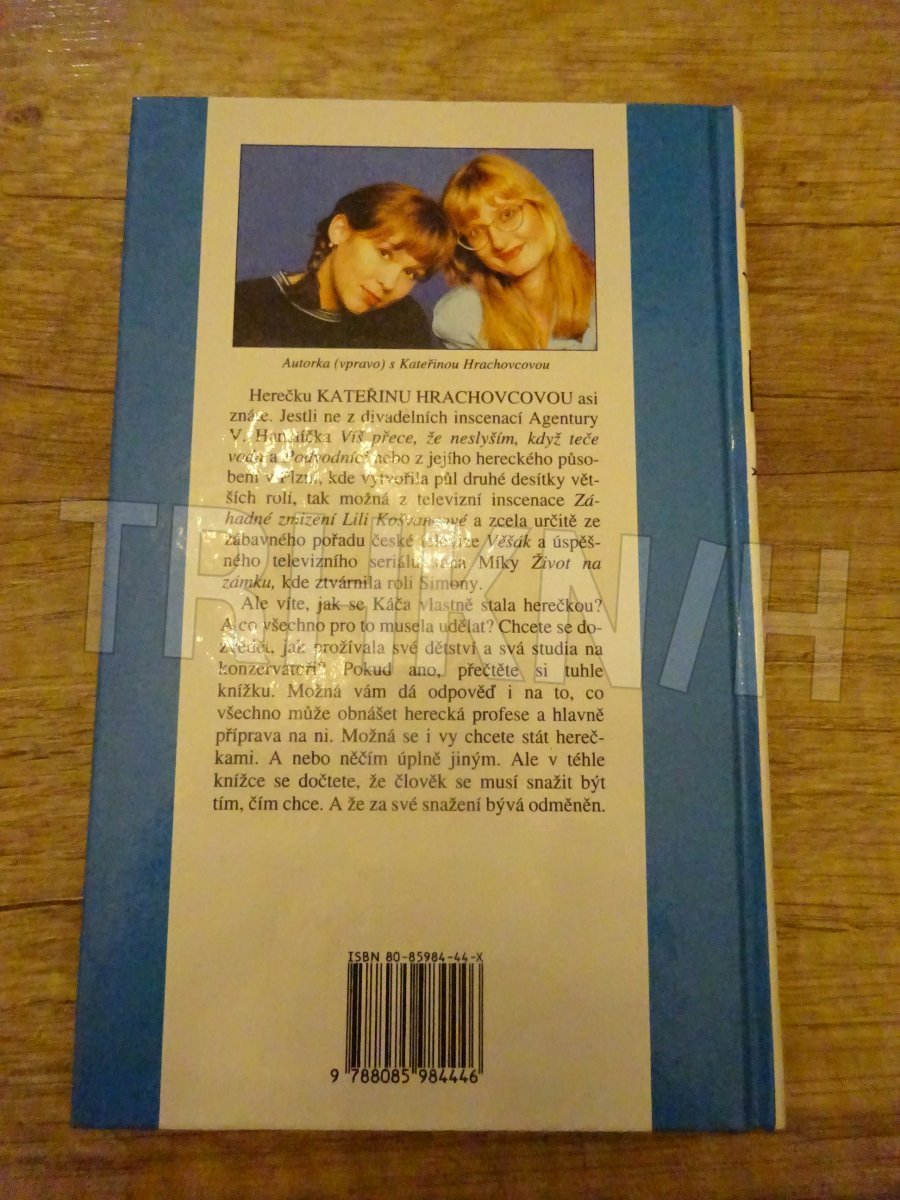 Autorka (vpravo) s Kateřinou Hrachovcovou
Herečku KATEŘINU HRACHOVCOVOU asi
znáte. Jestli ne z divadelních inscenací Agentury
V. Hanzlíčka Víš přece, že neslyším, když teče
voda a Podvodníci nebo z jejího hereckého půso-
bení v Plzni, kde vytvořila půl druhé desítky vět-
ších rolí, tak možná z televizní inscenace Zá-
hadné zmizení Lili Košvancové a zcela určitě ze
zábavného pořadu české televize Věšák a úspěš-
ného televizního seriálu Míky Život na
zámku, kde ztvárnila roli Simony.
Ale víte, jak se Káča vlastně stala herečkou?
A co všechno pro to musela udělat? Chcete se do-
zvědět, jak prožívala své dětství a svá studia na
konzervatoři? Pokud ano, přečtěte si tuhle
knížku. Možná vám dá odpověď i na to, co
všechno může obnášet herecká profese a hlavně
příprava na ni. Možná se i vy chcete stát hereč-
kami. A nebo něčím úplně jiným. Ale v téhle
knížce se dočtete, že člověk se musí snažit být
tím, čím chce. A že za své snažení bývá odměněn.
TRHKNIH
ISBN 80-85984-44-X
9 788085 984446